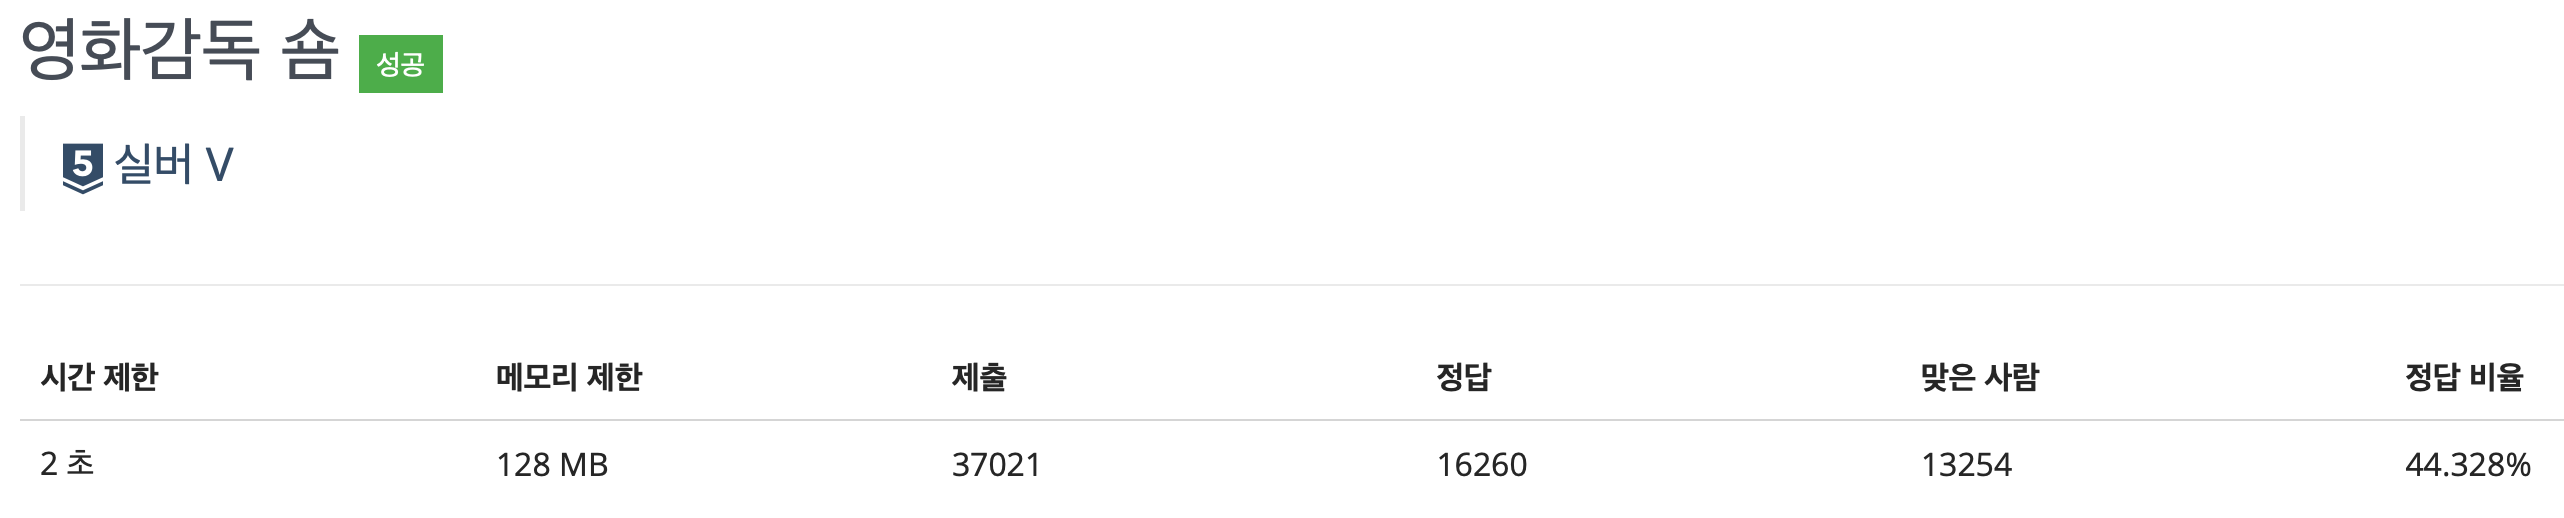 영화감독 숌 성공
5 실버 V
시간 제한 메모리 제한 제출 정답 맞은 사람 정답 비율
2 초 128 MB 37021 16260 13254 44.328%